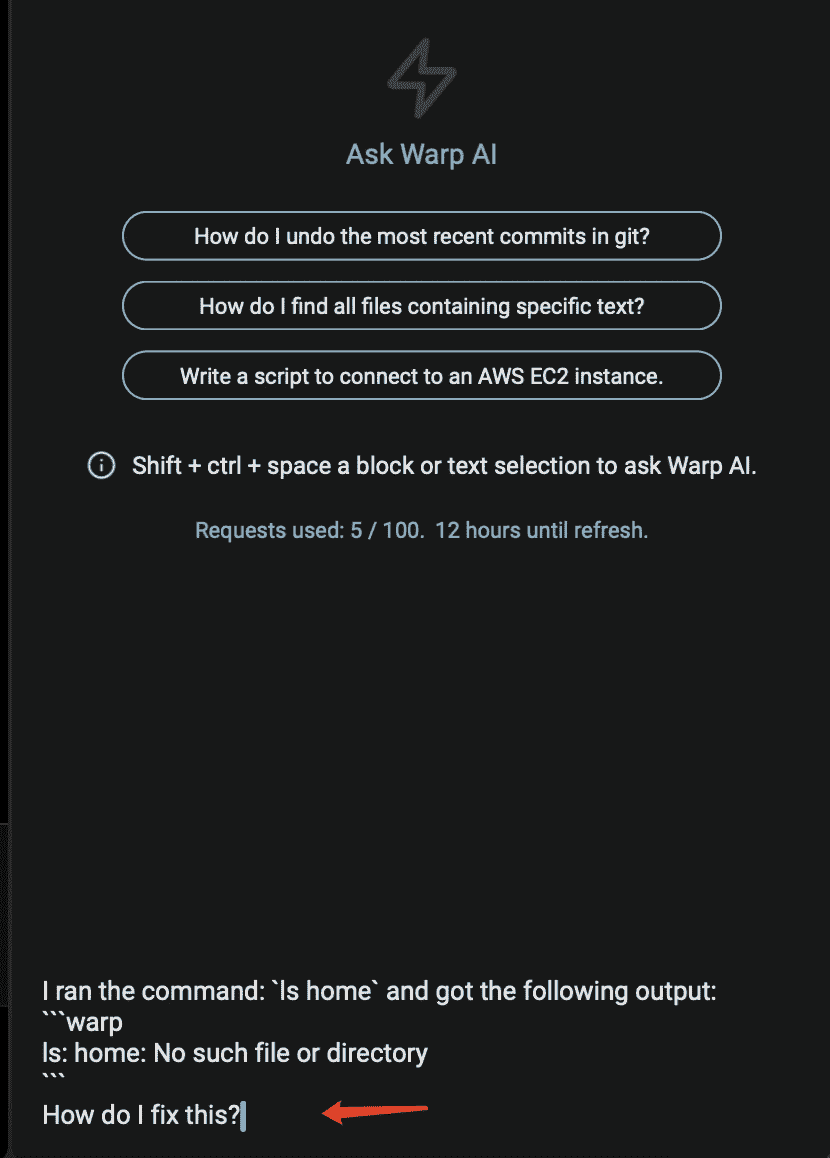 Ask Warp AI
How do I undo the most recent commits in git?
How do I find all files containing specific text?
Write a script to connect to an AWS EC2 instance.
Shift + ctrl + space a block or text selection to ask Warp AI.
Requests used: 5 / 100.  12 hours until refresh.
I ran the command: `ls home` and got the following output:
```warp
ls: home: No such file or directory
```
How do I fix this?